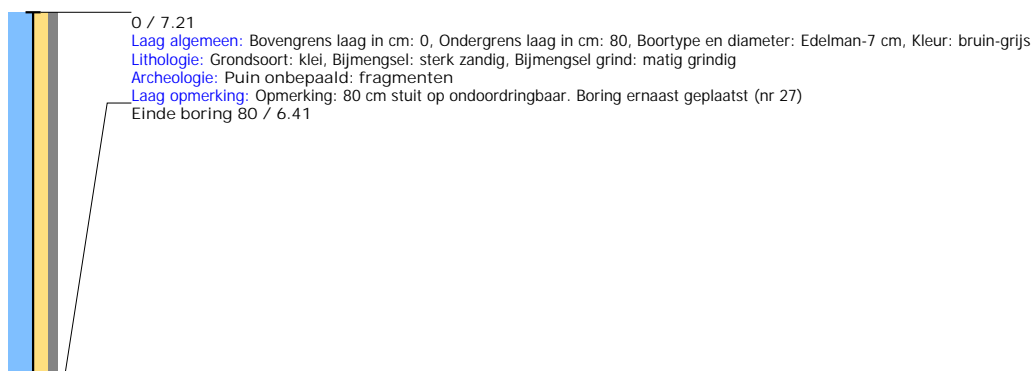 0 / 7.21
Laag algemeen: Bovengrens laag in cm: 0, Ondergrens laag in cm: 80, Boortype en diameter: Edelman-7 cm, Kleur: bruin-grijs
Lithologie: Grondsoort: klei, Bijmengsel: sterk zandig, Bijmengsel grind: matig grindig
Archeologie: Puin onbepaald: fragmenten
Laag opmerking: Opmerking: 80 cm stuit op ondoordringbaar. Boring ernaast geplaatst (nr 27)
Einde boring 80 / 6.41